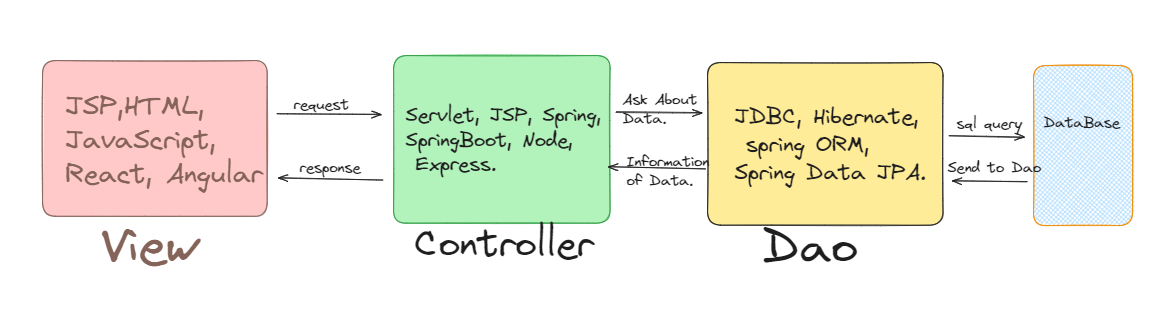 JSP,HTML,
JavaScript,
React, Angular
View
request
response
Servlet, JSP, Spring,
SpringBoot, Node,
Express.
Controller
Ask About
Data.
Information
of Data.
JDBC, Hibernate,
spring ORM,
Spring Data JPA.
Dao
sql query
Send to Dao
DataBase